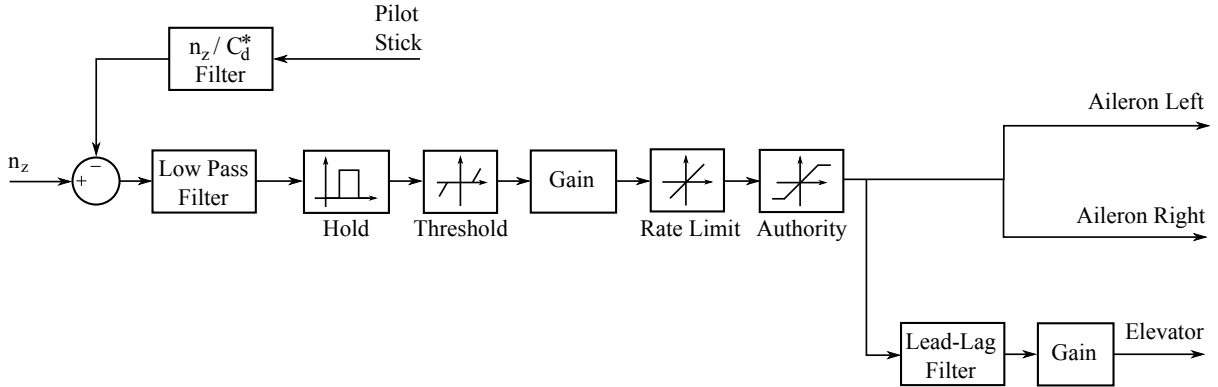 Pilot
Stick
n_z / C_d^*
Filter
n_z
+
−
Low Pass
Filter
Hold
Threshold
Gain
Rate Limit
Authority
Aileron Left
Aileron Right
Lead-Lag
Filter
Gain
Elevator